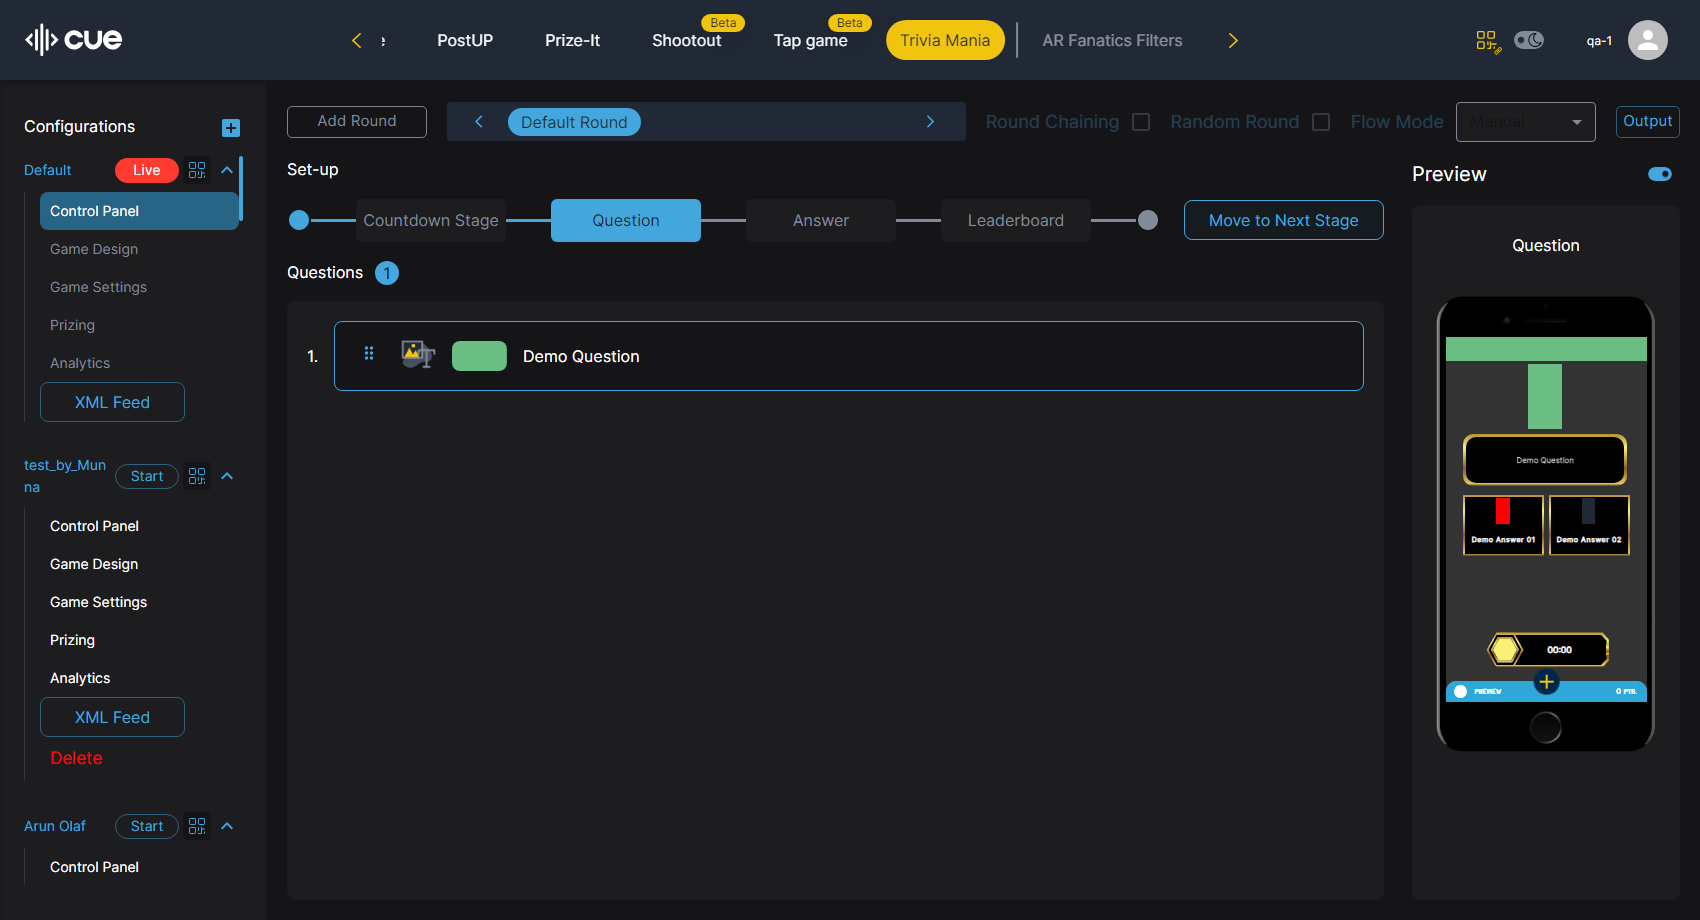 cue
PostUP
Prize-It
Beta
Shootout
Beta
Tap game
Trivia Mania
AR Fanatics Filters
qa-1
Configurations
Default
Live
Control Panel
Game Design
Game Settings
Prizing
Analytics
XML Feed
test_by_Mun
na
Start
Control Panel
Game Design
Game Settings
Prizing
Analytics
XML Feed
Delete
Arun Olaf
Start
Control Panel
Add Round
Default Round
Round Chaining
Random Round
Flow Mode
Manual
Output
Set-up
Countdown Stage
Question
Answer
Leaderboard
Move to Next Stage
Questions 1
1.
Demo Question
Preview
Question
Demo Question
Demo Answer 01
Demo Answer 02
00:00
PREVIEW
0 PTS.